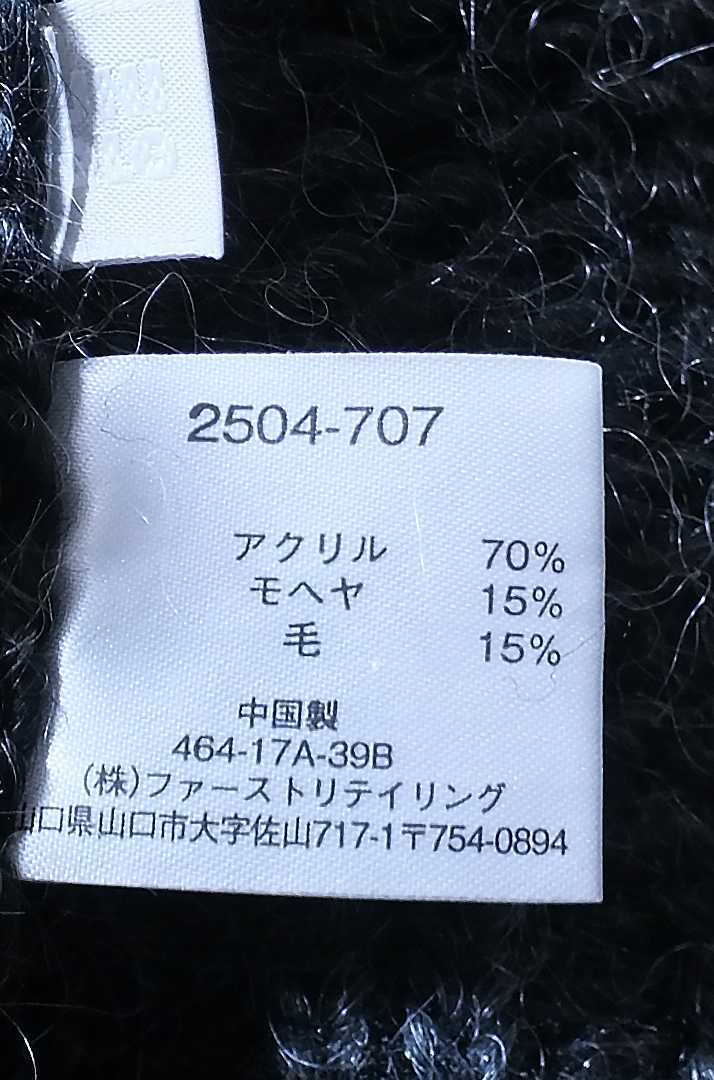 2504-707
アクリル 70%
モヘヤ 15%
毛 15%
中国製
464-17A-39B
(株)ファーストリテイリング
山口県山口市大字佐山717-1〒754-0894